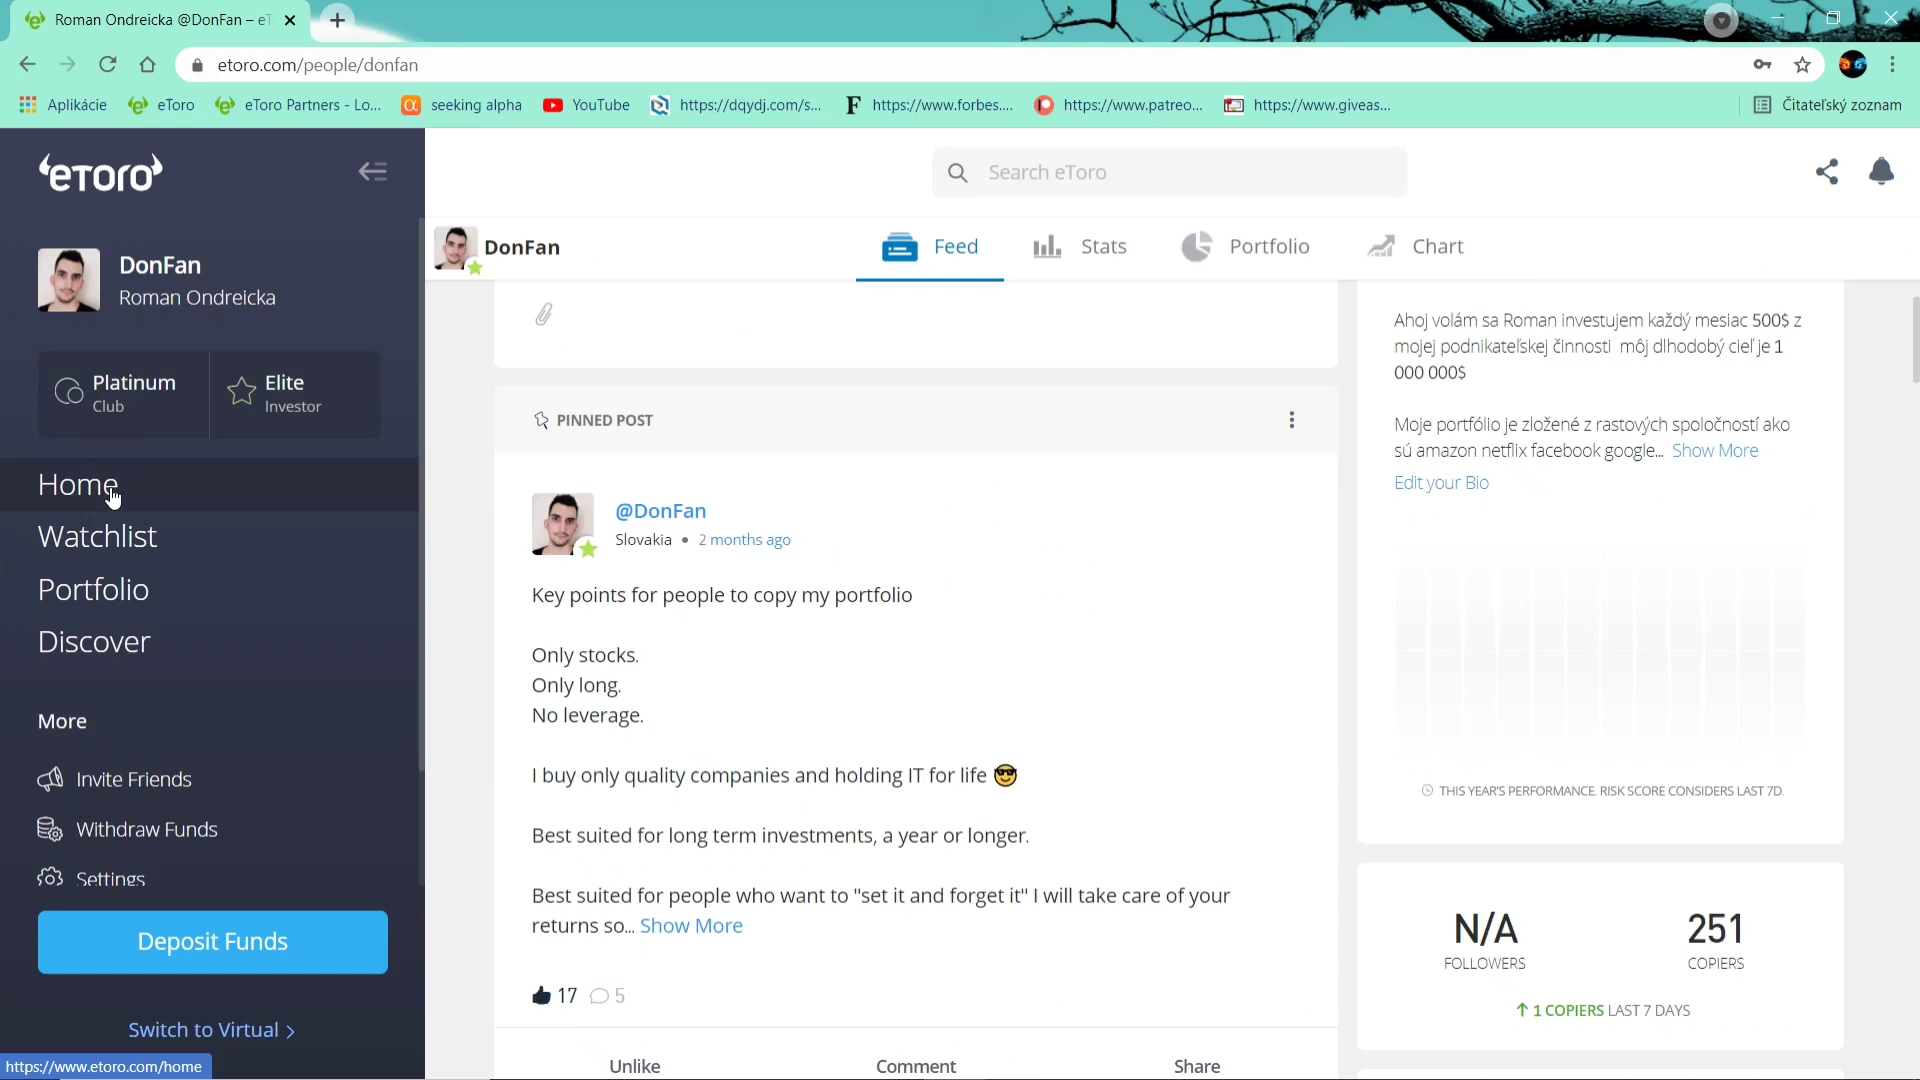 Roman Ondreicka @DonFan – eT
etoro.com/people/donfan
Aplikácie
eToro
eToro Partners - Lo...
seeking alpha
YouTube
https://dqydj.com/s...
https://www.forbes....
https://www.patreo...
https://www.giveas...
Čitateľský zoznam
eToro
Search eToro
DonFan
Roman Ondreicka
Platinum
Club
Elite
Investor
Home
Watchlist
Portfolio
Discover
More
Invite Friends
Withdraw Funds
Settings
Deposit Funds
Switch to Virtual >
https://www.etoro.com/home
DonFan
Feed
Stats
Portfolio
Chart
PINNED POST
@DonFan
Slovakia • 2 months ago
Key points for people to copy my portfolio
Only stocks.
Only long.
No leverage.
I buy only quality companies and holding IT for life 😎
Best suited for long term investments, a year or longer.
Best suited for people who want to "set it and forget it" I will take care of your
returns so... Show More
17 5
Unlike
Comment
Share
Ahoj volám sa Roman investujem každý mesiac 500$ z
mojej podnikateľskej činnosti môj dlhodobý cieľ je 1
000 000$
Moje portfólio je zložené z rastových spoločností ako
sú amazon netflix facebook google... Show More
Edit your Bio
THIS YEAR'S PERFORMANCE. RISK SCORE CONSIDERS LAST 7D.
N/A
FOLLOWERS
251
COPIERS
↑ 1 COPIERS LAST 7 DAYS